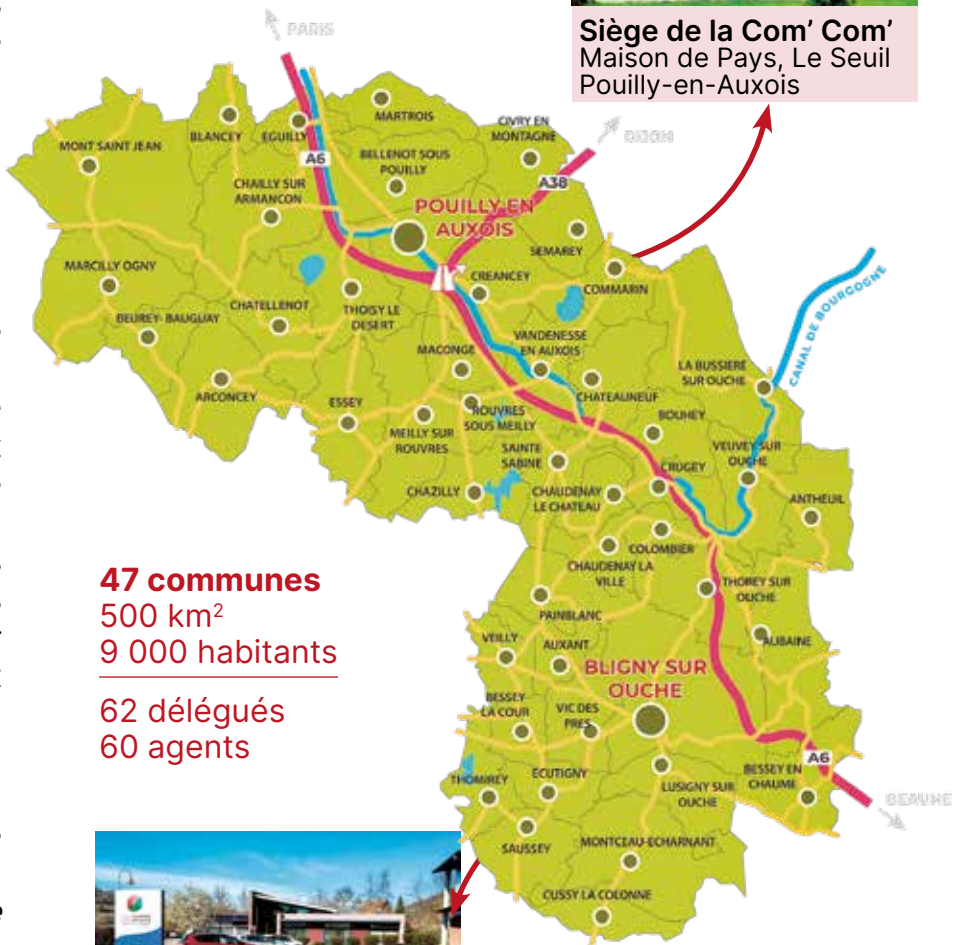 PARIS
Siège de la Com’ Com’
Maison de Pays, Le Seuil
Pouilly-en-Auxois
MARTROIS
CIVRY EN
MONTAGNE
DIJON
BLANCEY
EGUILLY
MONT SAINT JEAN
A6
BELLENOT SOUS
POUILLY
A38
CHAILLY SUR
ARMANCON
POUILLY EN
AUXOIS
SEMAREY
MARCILLY OGNY
CREANCEY
COMMARIN
CHATELLENOT
THOISY LE
DESERT
BEUREY- BAUGUAY
CANAL DE BOURGOGNE
VANDENESSE
EN AUXOIS
MACONGE
LA BUSSIERE
SUR OUCHE
ARCONCEY
ESSEY
CHATEAUNEUF
ROUVRES
SOUS MEILLY
BOUHEY
MEILLY SUR
ROUVRES
SAINTE
SABINE
VEUVEY SUR
OUCHE
CRUGEY
CHAZILLY
CHAUDENAY
LE CHATEAU
ANTHEUIL
COLOMBIER
CHAUDENAY LA
VILLE
THOREY SUR
OUCHE
47 communes
500 km²
9 000 habitants
62 délégués
60 agents
PAINBLANC
VEILLY
AUXANT
AUBAINE
BLIGNY SUR
OUCHE
BESSEY
LA COUR
VIC DES
PRES
A6
THOMIREY
ECUTIGNY
LUSIGNY SUR
OUCHE
BESSEY EN
CHAUME
BEAUNE
SAUSSEY
MONTCEAU-ECHARNANT
CUSSY LA COLONNE